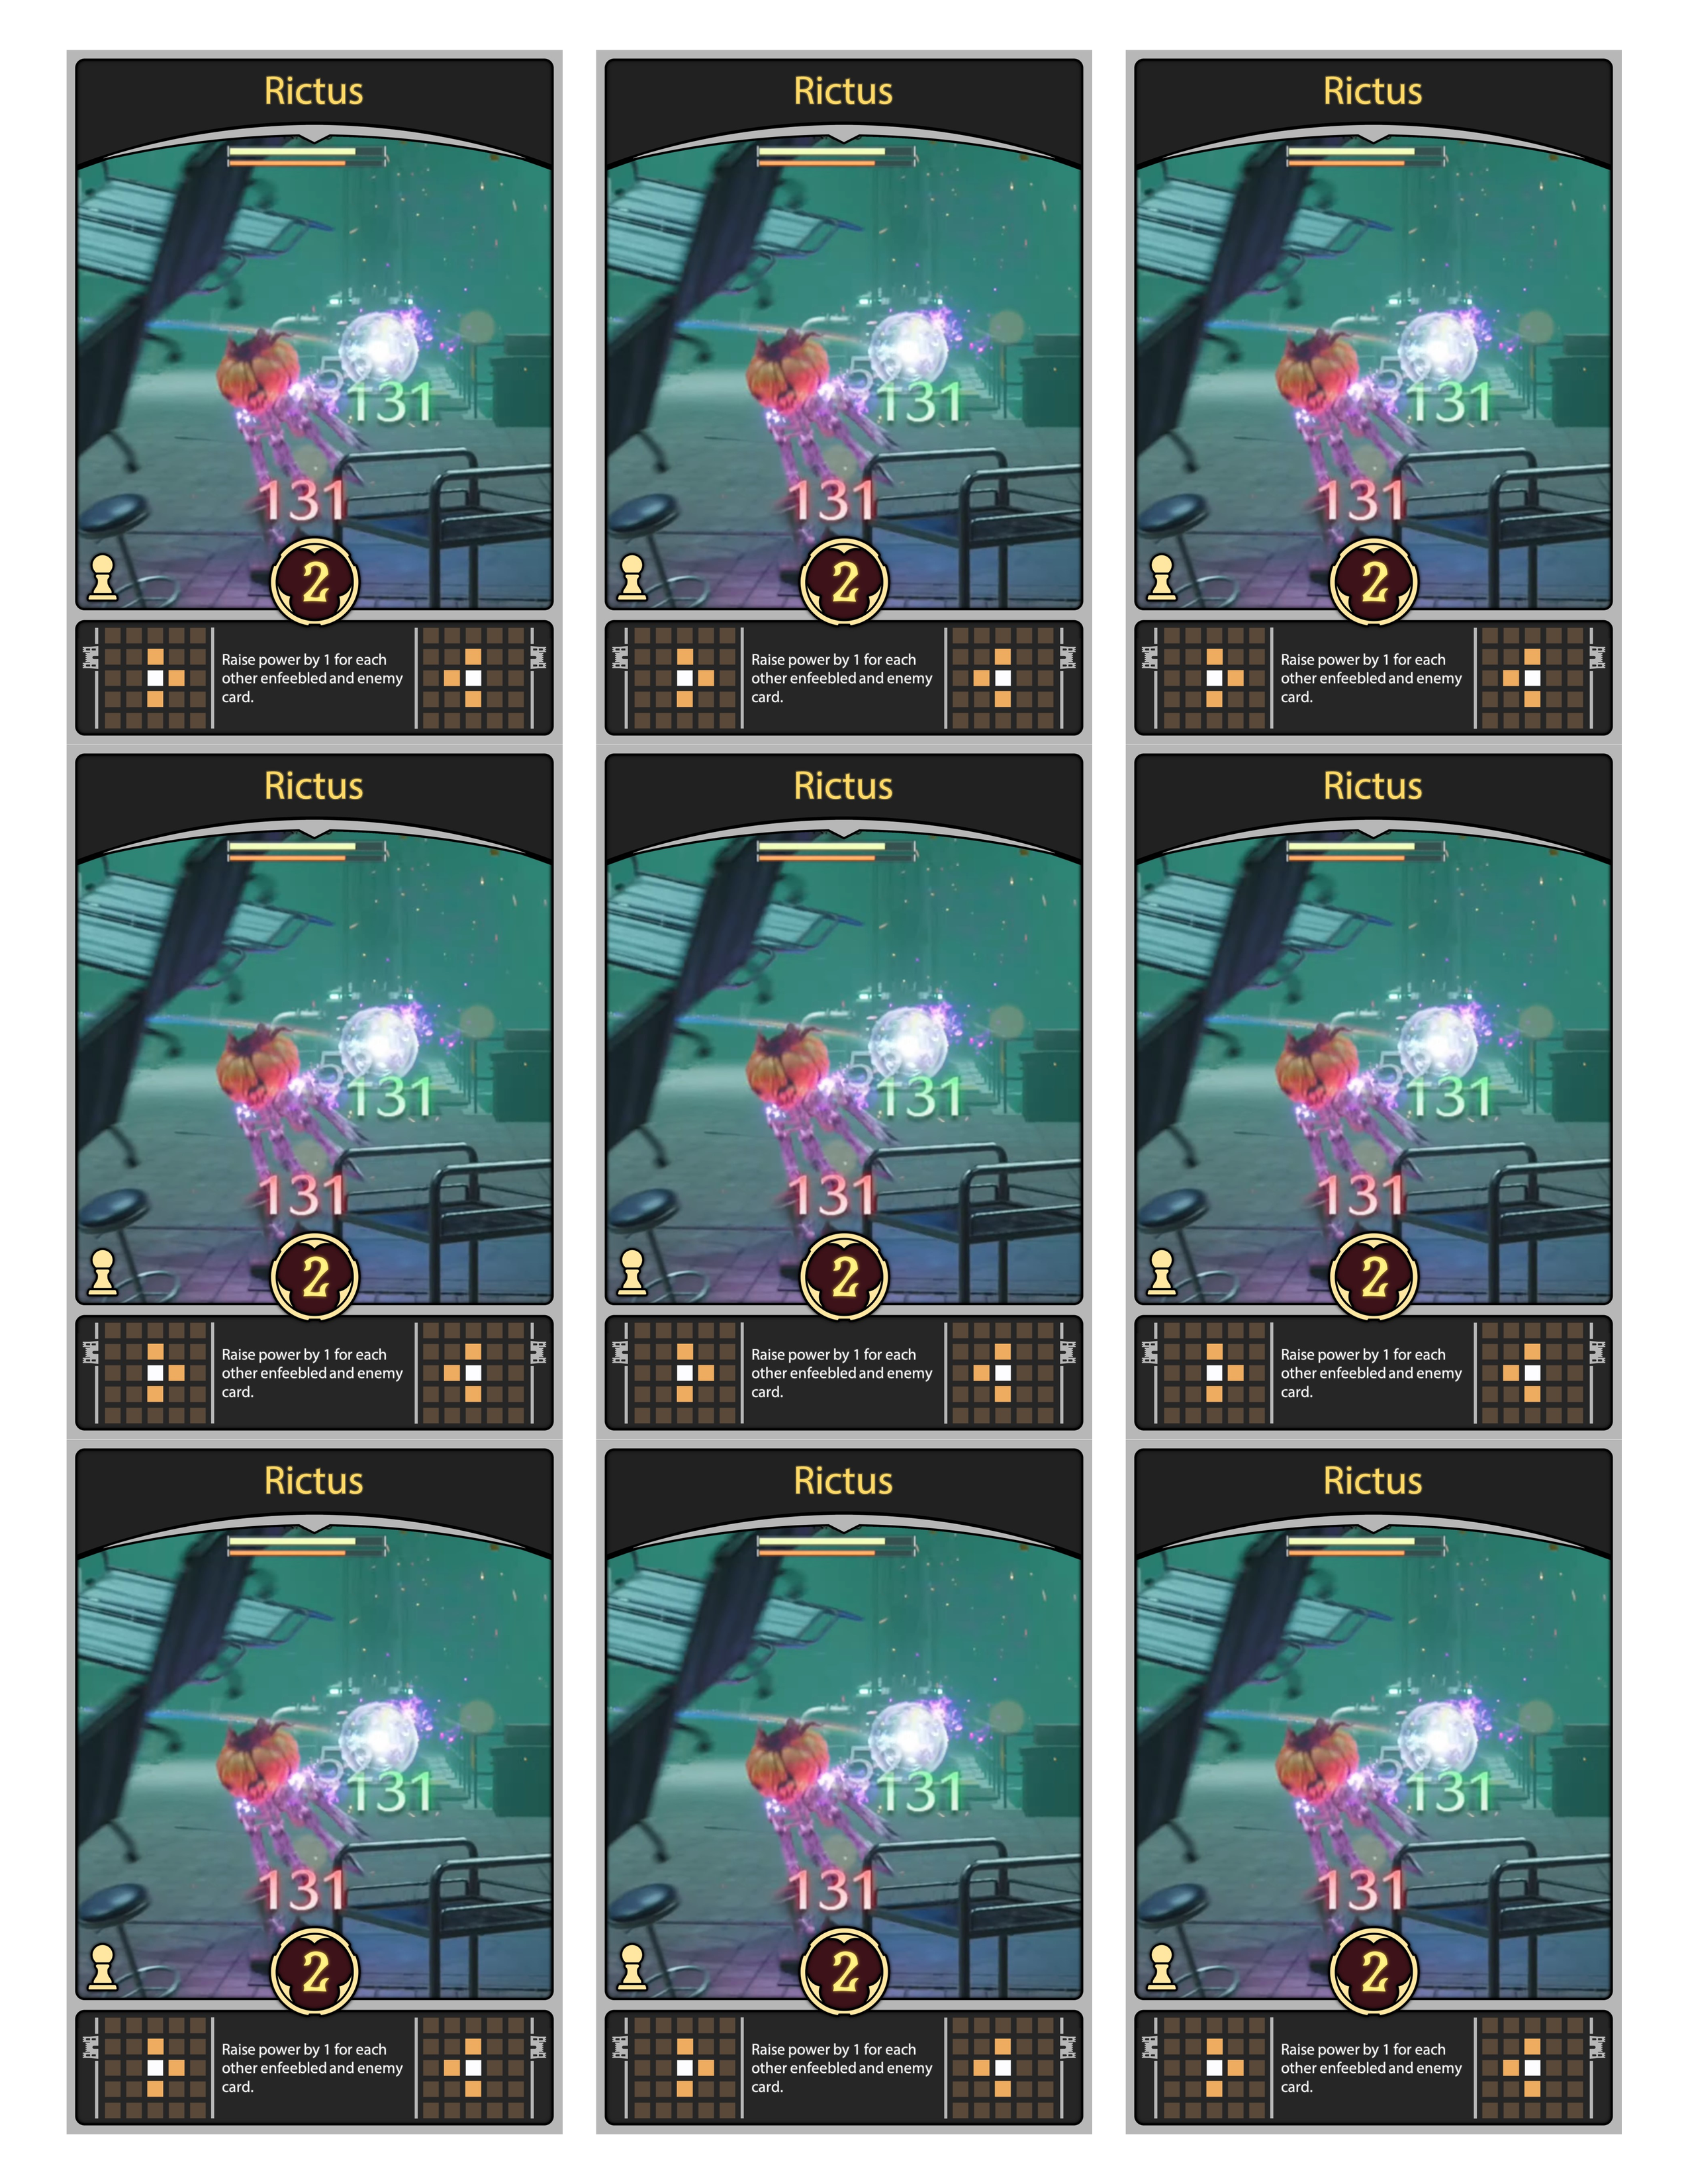 Rictus
131
131
2
Raise power by 1 for each
other enfeebled and enemy
card.
Rictus
131
131
2
Raise power by 1 for each
other enfeebled and enemy
card.
Rictus
131
131
2
Raise power by 1 for each
other enfeebled and enemy
card.
Rictus
131
131
2
Raise power by 1 for each
other enfeebled and enemy
card.
Rictus
131
131
2
Raise power by 1 for each
other enfeebled and enemy
card.
Rictus
131
131
2
Raise power by 1 for each
other enfeebled and enemy
card.
Rictus
131
131
2
Raise power by 1 for each
other enfeebled and enemy
card.
Rictus
131
131
2
Raise power by 1 for each
other enfeebled and enemy
card.
Rictus
131
131
2
Raise power by 1 for each
other enfeebled and enemy
card.